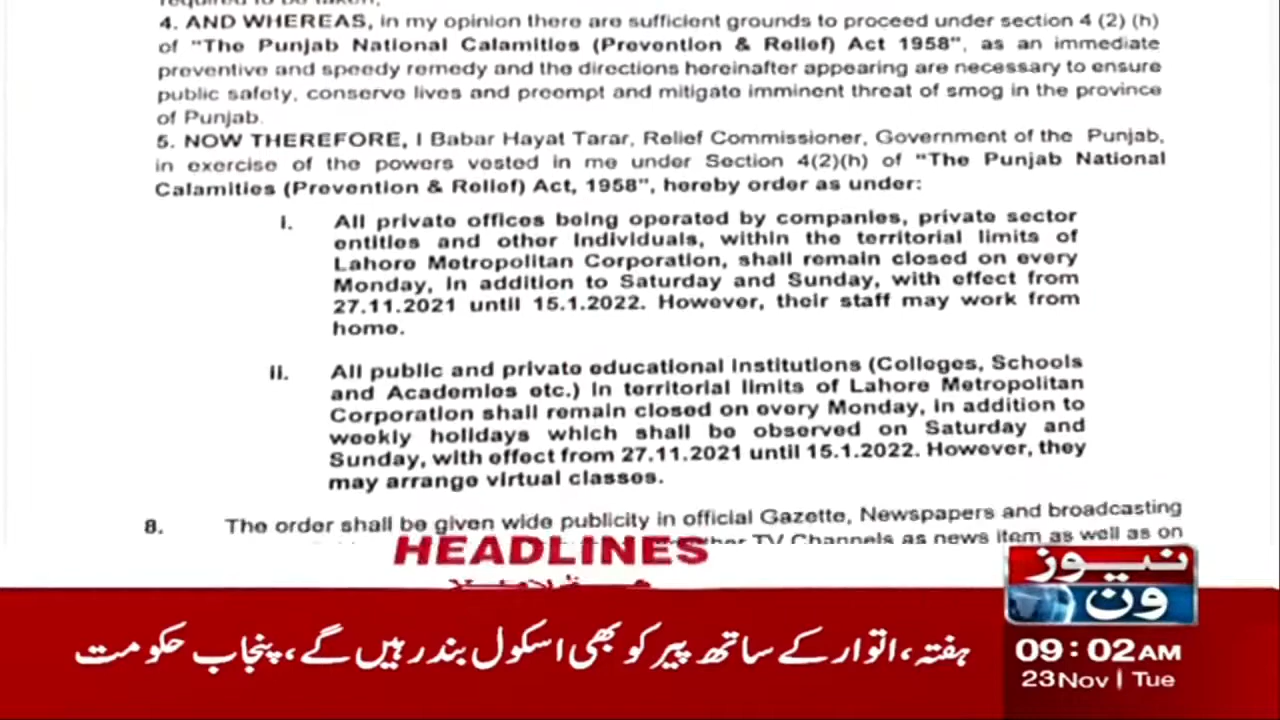 required to be taken,
4. AND WHEREAS, in my opinion there are sufficient grounds to proceed under section 4 (2) (h)
of "The Punjab National Calamities (Prevention & Relief) Act 1958", as an immediate
preventive and speedy remedy and the directions hereinafter appearing are necessary to ensure
public safety, conserve lives and preempt and mitigate imminent threat of smog in the province
of Punjab.
5. NOW THEREFORE, I Babar Hayat Tarar, Relief Commissioner, Government of the Punjab,
in exercise of the powers vested in me under Section 4(2)(h) of "The Punjab National
Calamities (Prevention & Relief) Act, 1958", hereby order as under:
i. All private offices being operated by companies, private sector
entities and other individuals, within the territorial limits of
Lahore Metropolitan Corporation, shall remain closed on every
Monday, in addition to Saturday and Sunday, with effect from
27.11.2021 until 15.1.2022. However, their staff may work from
home.
ii. All public and private educational institutions (Colleges, Schools
and Academies etc.) in territorial limits of Lahore Metropolitan
Corporation shall remain closed on every Monday, in addition to
weekly holidays which shall be observed on Saturday and
Sunday, with effect from 27.11.2021 until 15.1.2022. However, they
may arrange virtual classes.
8. The order shall be given wide publicity in official Gazette, Newspapers and broadcasting
TV Channels as news item as well as on
HEADLINES
نیوز
ون
ہفتہ، اتوار کے ساتھ پیر کو بھی اسکول بند رہیں گے، پنجاب حکومت
09:02AM
23Nov | Tue